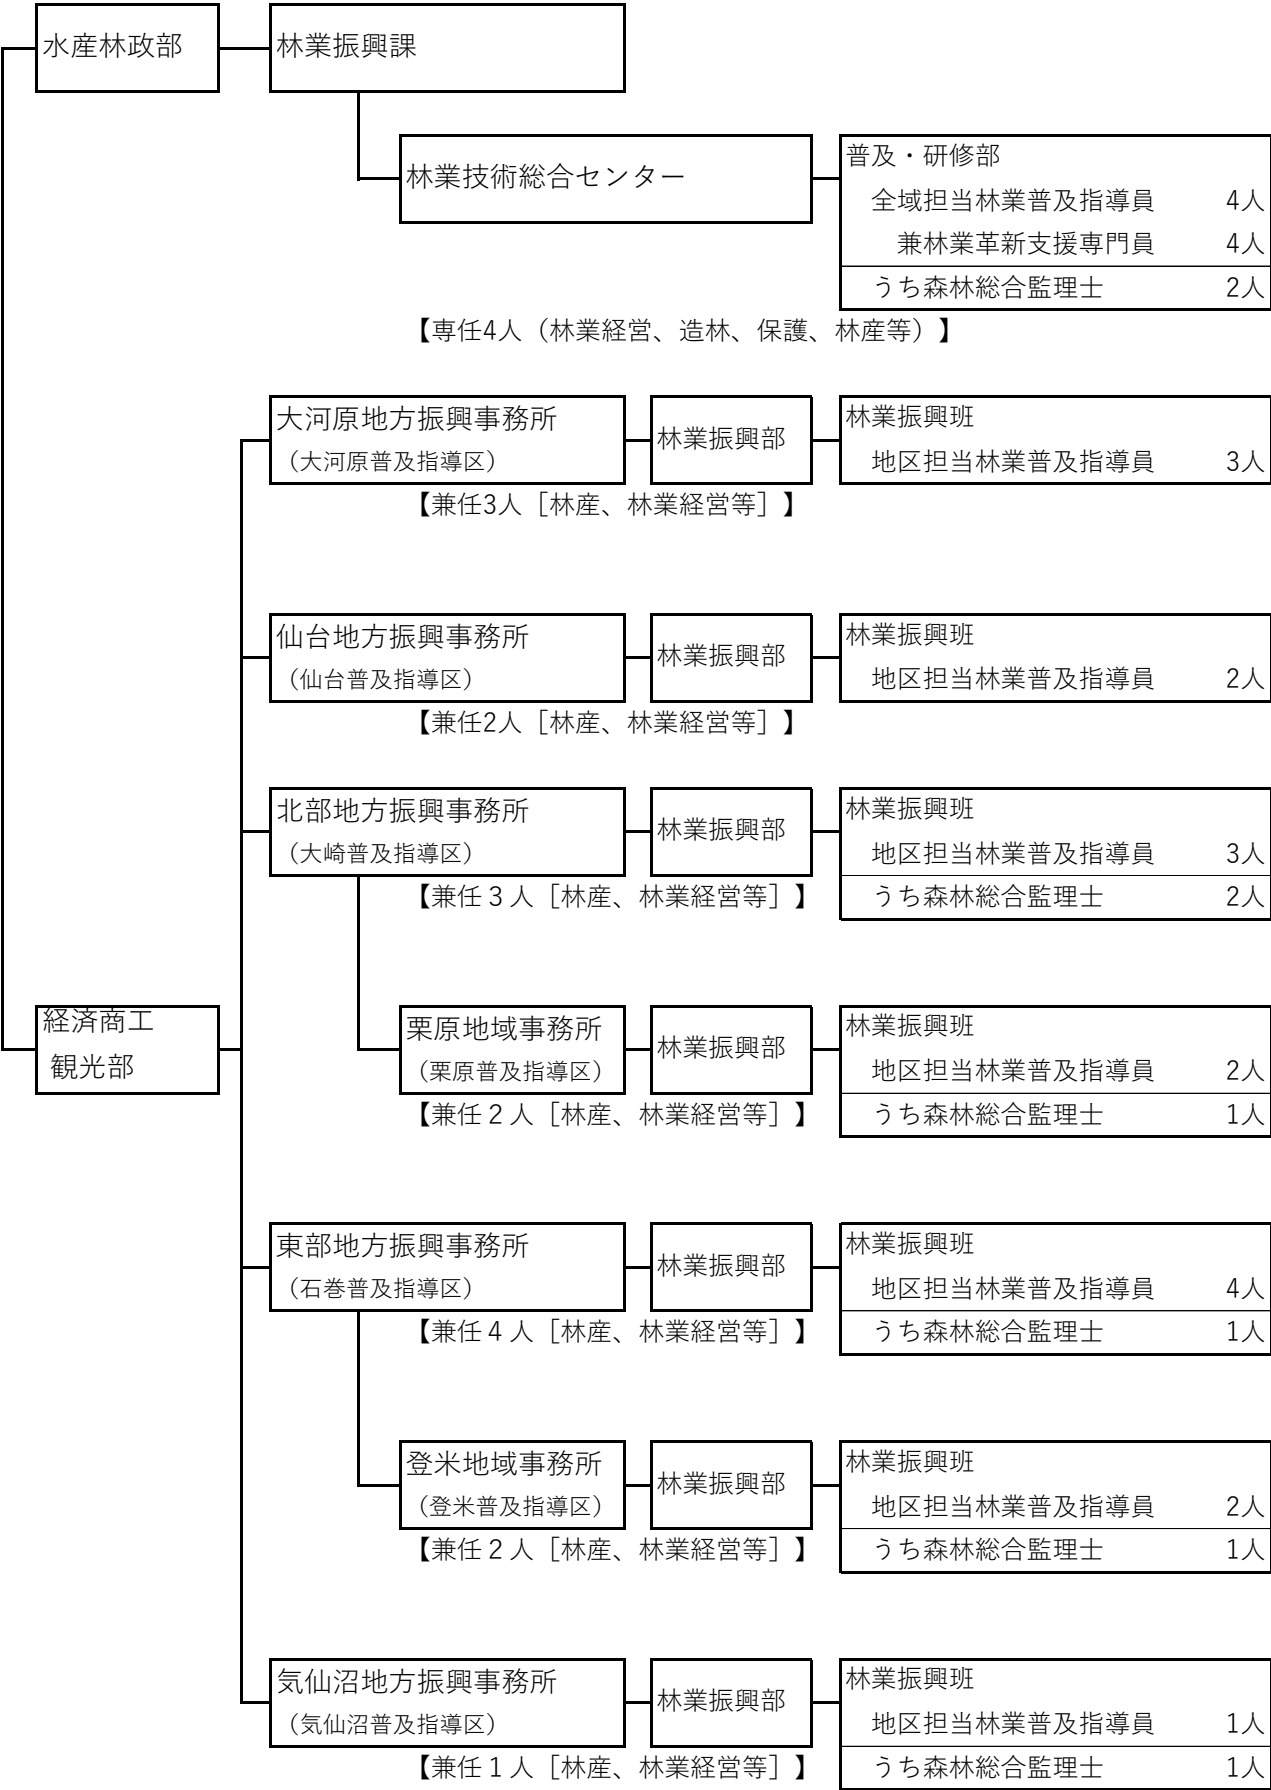 水産林政部
林業振興課
林業技術総合センター
普及・研修部
全域担当林業普及指導員 4人
兼林業革新支援専門員 4人
うち森林総合監理士 2人
【専任4人（林業経営、造林、保護、林産等）】
大河原地方振興事務所
（大河原普及指導区）
林業振興部
林業振興班
地区担当林業普及指導員 3人
【兼任3人［林産、林業経営等］】
仙台地方振興事務所
（仙台普及指導区）
林業振興部
林業振興班
地区担当林業普及指導員 2人
【兼任2人［林産、林業経営等］】
北部地方振興事務所
（大崎普及指導区）
林業振興部
林業振興班
地区担当林業普及指導員 3人
うち森林総合監理士 2人
【兼任３人［林産、林業経営等］】
経済商工
観光部
栗原地域事務所
（栗原普及指導区）
林業振興部
林業振興班
地区担当林業普及指導員 2人
うち森林総合監理士 1人
【兼任２人［林産、林業経営等］】
東部地方振興事務所
（石巻普及指導区）
林業振興部
林業振興班
地区担当林業普及指導員 4人
うち森林総合監理士 1人
【兼任４人［林産、林業経営等］】
登米地域事務所
（登米普及指導区）
林業振興部
林業振興班
地区担当林業普及指導員 2人
うち森林総合監理士 1人
【兼任２人［林産、林業経営等］】
気仙沼地方振興事務所
（気仙沼普及指導区）
林業振興部
林業振興班
地区担当林業普及指導員 1人
うち森林総合監理士 1人
【兼任１人［林産、林業経営等］】